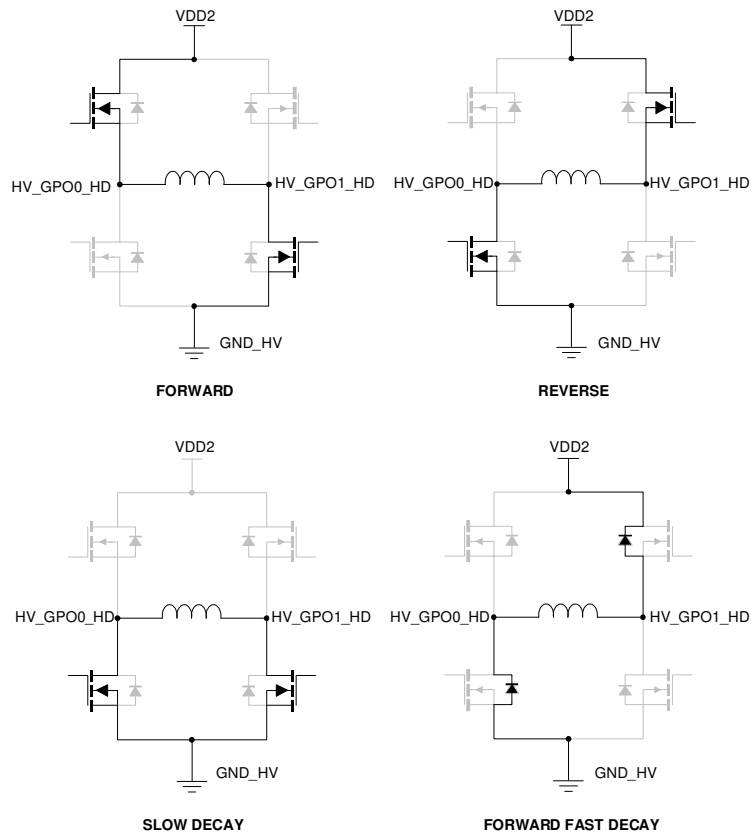 VDD2
HV_GPO0_HD
HV_GPO1_HD
GND_HV
FORWARD
VDD2
HV_GPO0_HD
HV_GPO1_HD
GND_HV
REVERSE
VDD2
HV_GPO0_HD
HV_GPO1_HD
GND_HV
SLOW DECAY
VDD2
HV_GPO0_HD
HV_GPO1_HD
GND_HV
FORWARD FAST DECAY